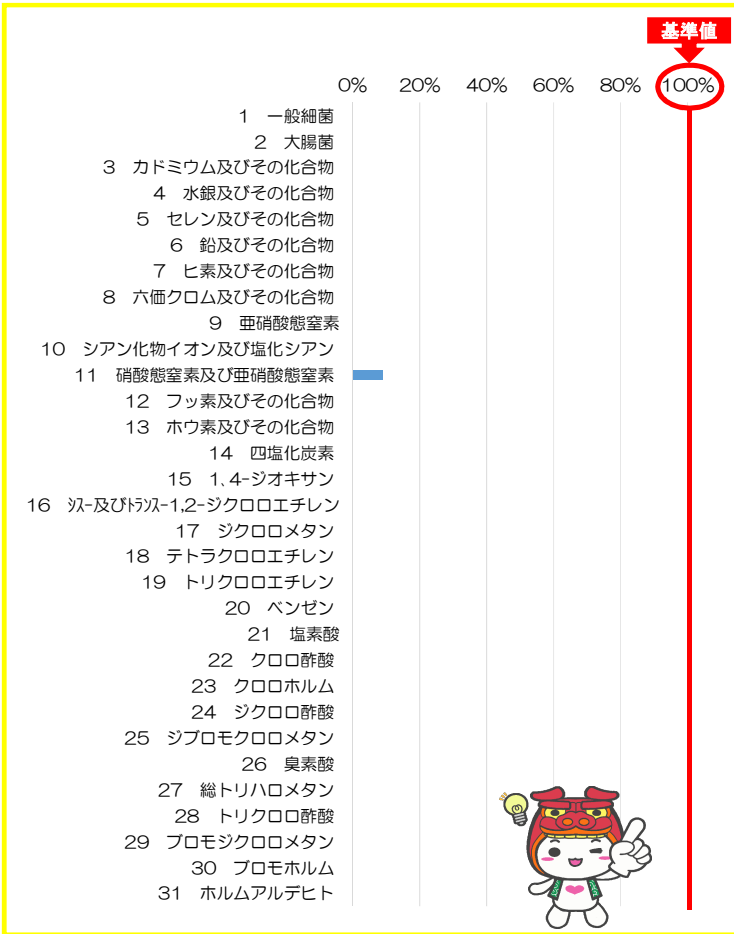 基準値
0% 20% 40% 60% 80% 100%
1 一般細菌
2 大腸菌
3 カドミウム及びその化合物
4 水銀及びその化合物
5 セレン及びその化合物
6 鉛及びその化合物
7 ヒ素及びその化合物
8 六価クロム及びその化合物
9 亜硝酸態窒素
10 シアン化物イオン及び塩化シアン
11 硝酸態窒素及び亜硝酸態窒素
12 フッ素及びその化合物
13 ホウ素及びその化合物
14 四塩化炭素
15 1､4-ジオキサン
16 ｼｽ-及びﾄﾗﾝｽ-1,2-ジクロロエチレン
17 ジクロロメタン
18 テトラクロロエチレン
19 トリクロロエチレン
20 ベンゼン
21 塩素酸
22 クロロ酢酸
23 クロロホルム
24 ジクロロ酢酸
25 ジブロモクロロメタン
26 臭素酸
27 総トリハロメタン
28 トリクロロ酢酸
29 ブロモジクロロメタン
30 ブロモホルム
31 ホルムアルデヒト